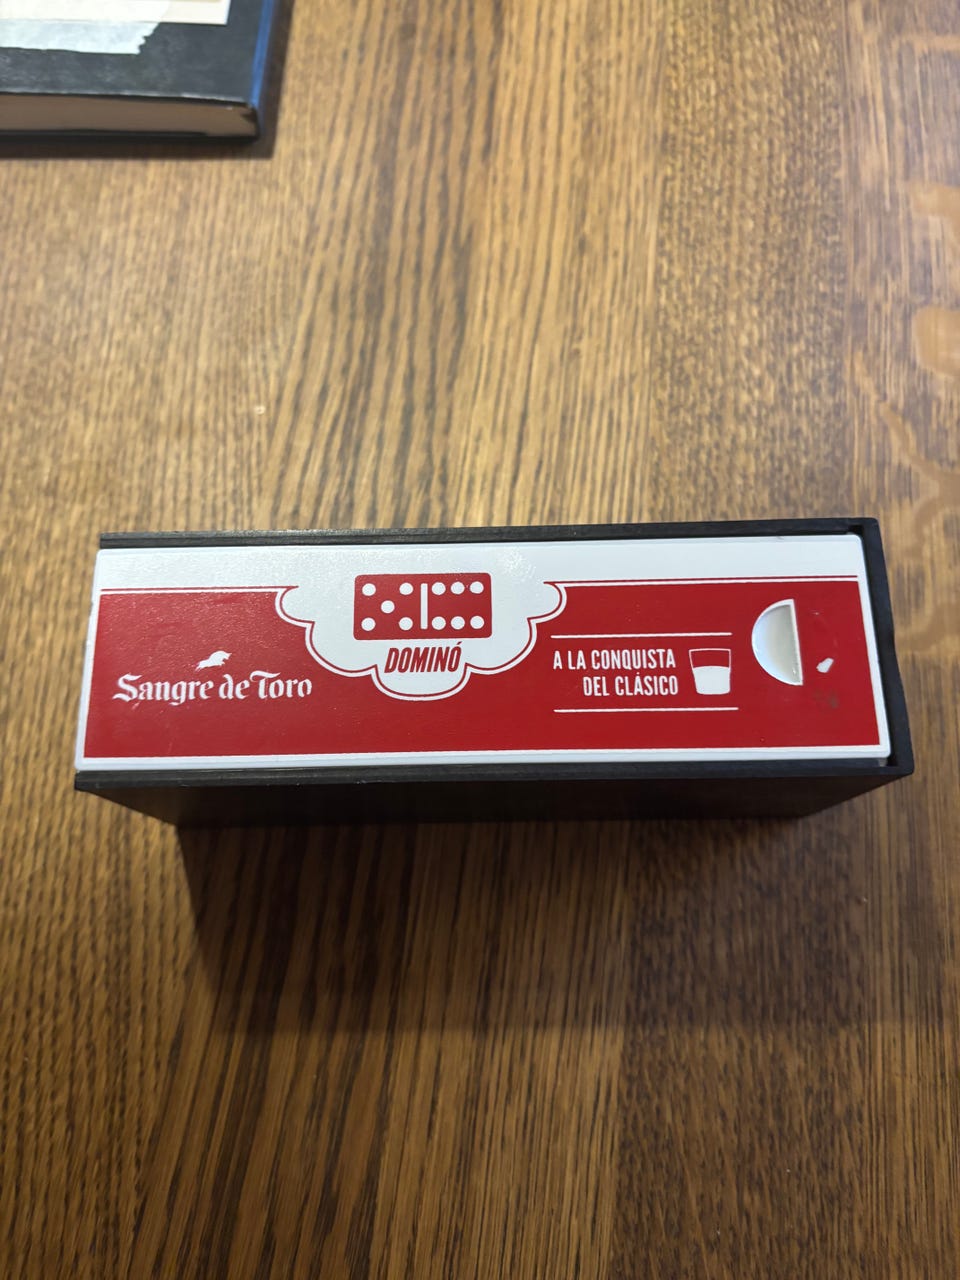 Sangre de Toro
DOMINÓ
A LA CONQUISTA
DEL CLÁSICO